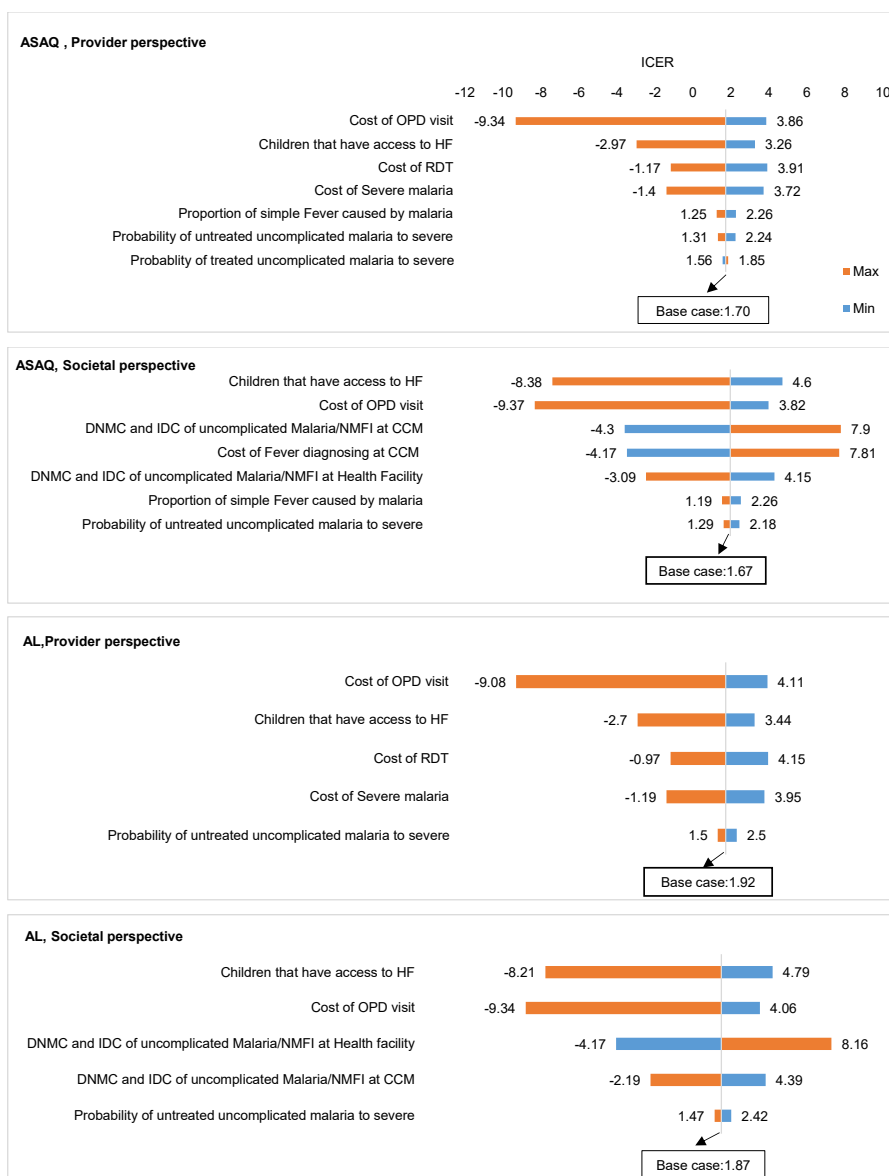 ASAQ , Provider perspective
ICER
-12 -10 -8 -6 -4 -2 0 2 4 6 8 10
Cost of OPD visit -9.34 3.86
Children that have access to HF -2.97 3.26
Cost of RDT -1.17 3.91
Cost of Severe malaria -1.4 3.72
Proportion of simple Fever caused by malaria 1.25 2.26
Probability of untreated uncomplicated malaria to severe 1.31 2.24
Probablity of treated uncomplicated malaria to severe 1.56 1.85
Max
Min
Base case:1.70
ASAQ, Societal perspective
Children that have access to HF -8.38 4.6
Cost of OPD visit -9.37 3.82
DNMC and IDC of uncomplicated Malaria/NMFI at CCM -4.3 7.9
Cost of Fever diagnosing at CCM -4.17 7.81
DNMC and IDC of uncomplicated Malaria/NMFI at Health Facility -3.09 4.15
Proportion of simple Fever caused by malaria 1.19 2.26
Probability of untreated uncomplicated malaria to severe 1.29 2.18
Base case:1.67
AL,Provider perspective
Cost of OPD visit -9.08 4.11
Children that have access to HF -2.7 3.44
Cost of RDT -0.97 4.15
Cost of Severe malaria -1.19 3.95
Probability of untreated uncomplicated malaria to severe 1.5 2.5
Base case:1.92
AL, Societal perspective
Children that have access to HF -8.21 4.79
Cost of OPD visit -9.34 4.06
DNMC and IDC of uncomplicated Malaria/NMFI at Health facility -4.17 8.16
DNMC and IDC of uncomplicated Malaria/NMFI at CCM -2.19 4.39
Probability of untreated uncomplicated malaria to severe 1.47 2.42
Base case:1.87